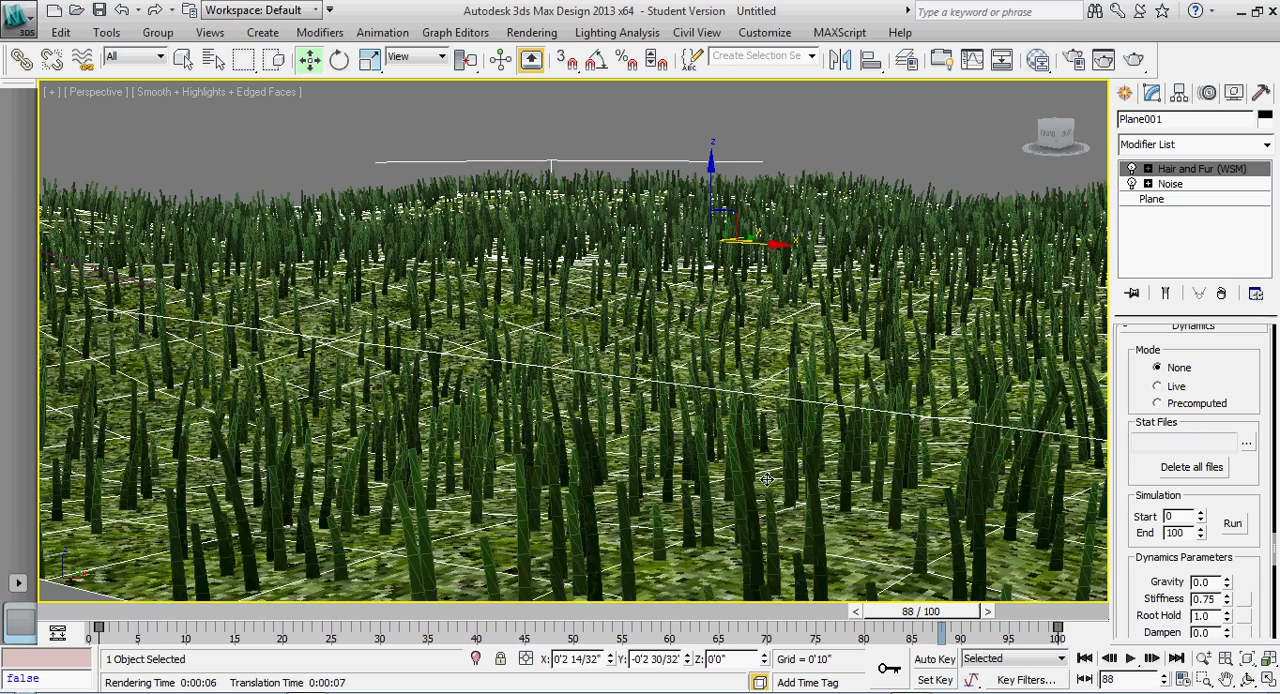 3DS
Workspace: Default
Autodesk 3ds Max Design 2013 x64 - Student Version Untitled
Type a keyword or phrase
Edit Tools Group Views Create Modifiers Animation Graph Editors Rendering Lighting Analysis Civil View Customize MAXScript Help
All
View
3
ABC
Create Selection Se
[ + ] [ Perspective ] [ Smooth + Highlights + Edged Faces ]
z
y
x
Plane001
Modifier List
Hair and Fur (WSM)
Noise
Plane
Dynamics
Mode
None
Live
Precomputed
Stat Files
...
Delete all files
Simulation
Start 0
End 100
Run
Dynamics Parameters
Gravity 0.0
Stiffness 0.75
Root Hold 1.0
Dampen 0.0
< 88 / 100 >
0 5 10 15 20 25 30 35 40 45 50 55 60 65 70 75 80 85 90 95 100
1 Object Selected
X: 0'2 14/32" Y: -0'2 30/32" Z: 0'0" Grid = 0'10"
Auto Key Selected
false
Rendering Time 0:00:06 Translation Time 0:00:07
Add Time Tag
Set Key Key Filters... 88